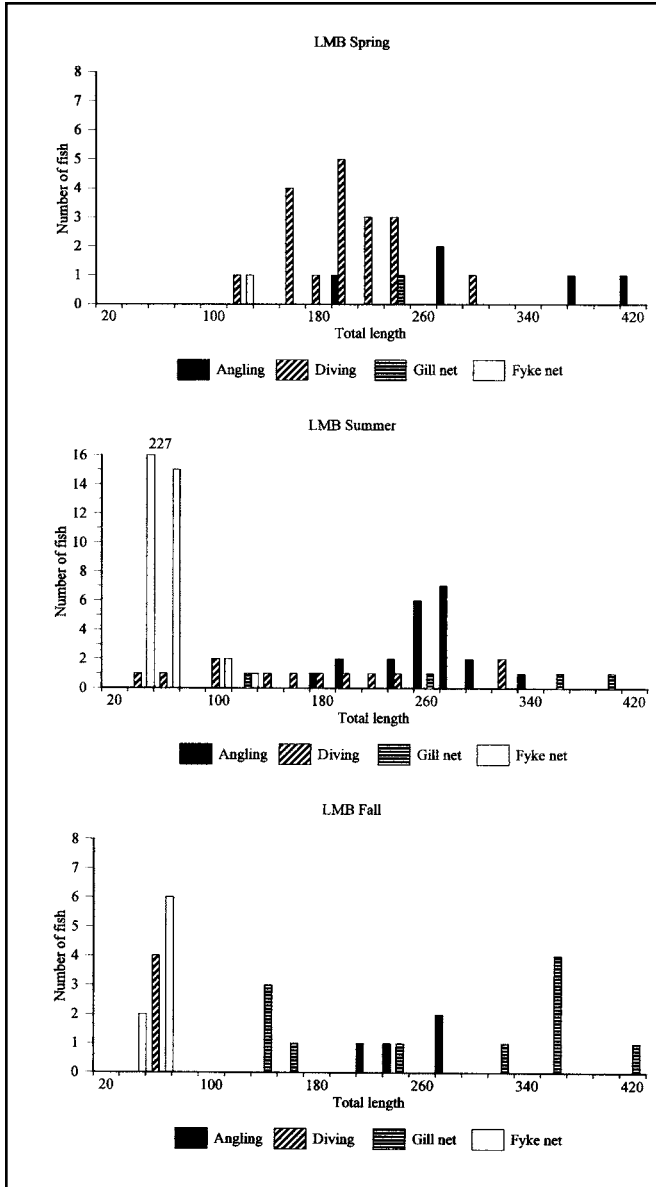 LMB Spring
8
7
6
5
4
3
2
1
0
Number of fish
20 100 180 260 340 420
Total length
Angling Diving Gill net Fyke net
LMB Summer
227
16
14
12
10
8
6
4
2
0
Number of fish
20 100 180 260 340 420
Total length
Angling Diving Gill net Fyke net
LMB Fall
8
7
6
5
4
3
2
1
0
Number of fish
20 100 180 260 340 420
Total length
Angling Diving Gill net Fyke net